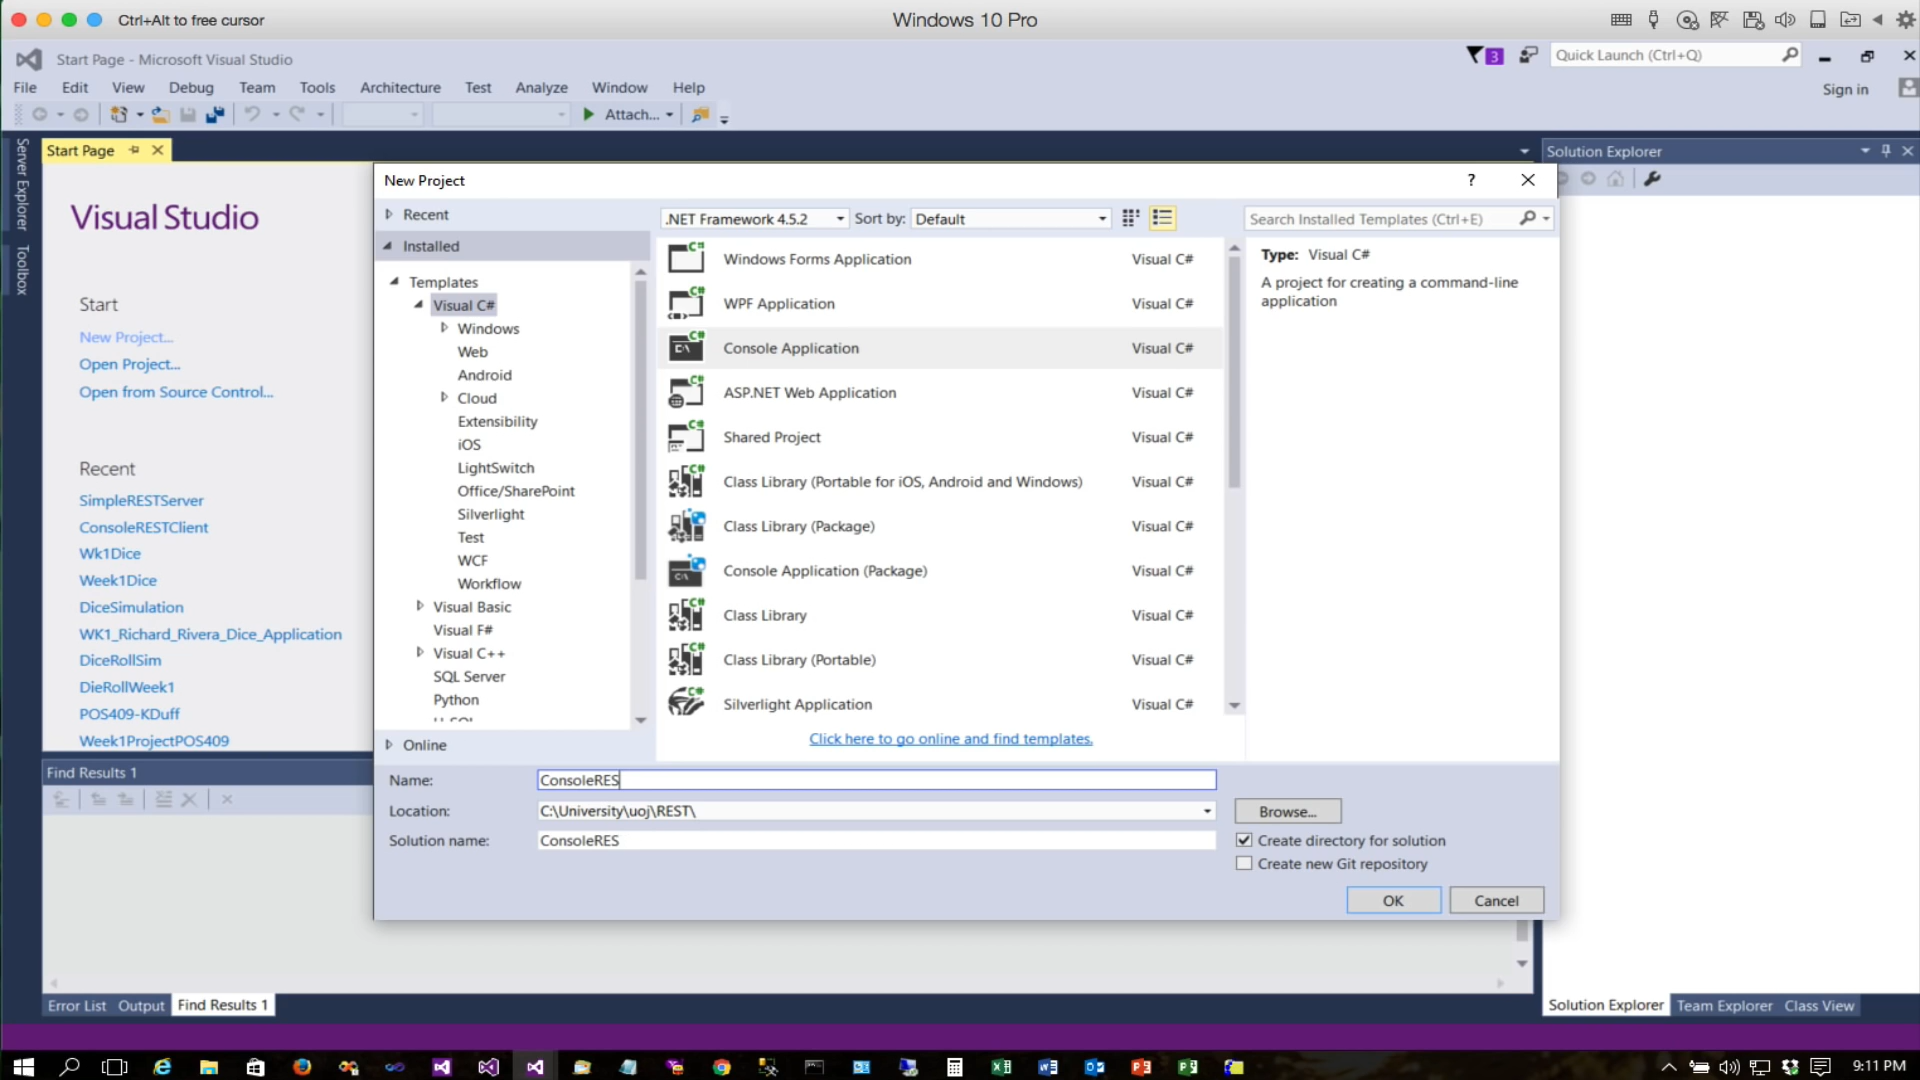 Ctrl+Alt to free cursor
Windows 10 Pro
Start Page - Microsoft Visual Studio
3
Quick Launch (Ctrl+Q)
File Edit View Debug Team Tools Architecture Test Analyze Window Help
Sign in
Attach...
Server Explorer
Toolbox
Start Page
Solution Explorer
Visual Studio
Start
New Project...
Open Project...
Open from Source Control...
Recent
SimpleRESTServer
ConsoleRESTClient
Wk1Dice
Week1Dice
DiceSimulation
WK1_Richard_Rivera_Dice_Application
DiceRollSim
DieRollWeek1
POS409-KDuff
Week1ProjectPOS409
New Project
?
Recent
Installed
Templates
Visual C#
Windows
Web
Android
Cloud
Extensibility
iOS
LightSwitch
Office/SharePoint
Silverlight
Test
WCF
Workflow
Visual Basic
Visual F#
Visual C++
SQL Server
Python
Online
.NET Framework 4.5.2 Sort by: Default
Search Installed Templates (Ctrl+E)
Windows Forms Application Visual C#
WPF Application Visual C#
Console Application Visual C#
ASP.NET Web Application Visual C#
Shared Project Visual C#
Class Library (Portable for iOS, Android and Windows) Visual C#
Class Library (Package) Visual C#
Console Application (Package) Visual C#
Class Library Visual C#
Class Library (Portable) Visual C#
Silverlight Application Visual C#
Click here to go online and find templates.
Type: Visual C#
A project for creating a command-line
application
Name: ConsoleRES
Location: C:\University\uoj\REST\
Browse...
Solution name: ConsoleRES
Create directory for solution
Create new Git repository
OK Cancel
Find Results 1
Error List Output Find Results 1
Solution Explorer Team Explorer Class View
9:11 PM